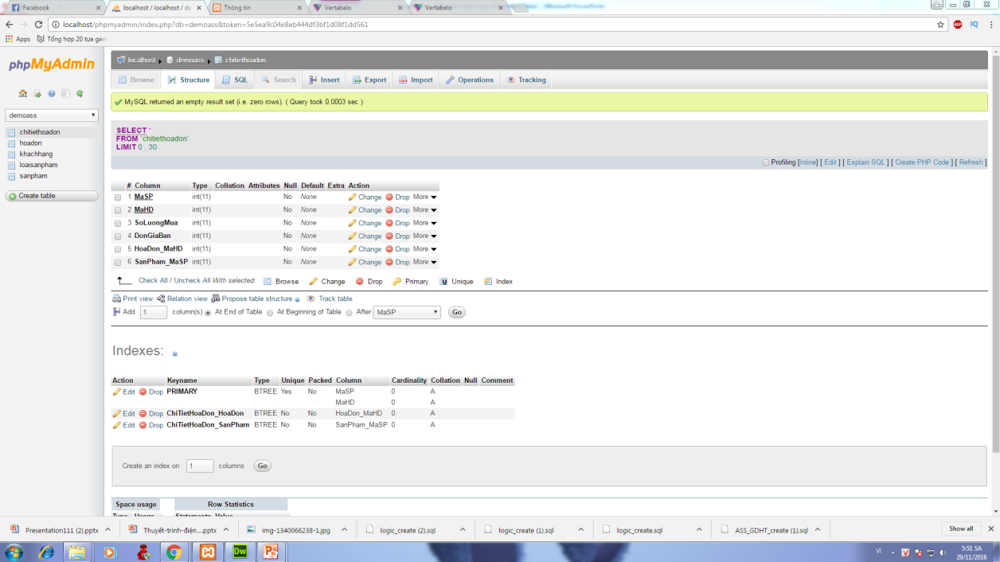 Facebook
localhost / localhost / de
Thông tin
Vertabelo
Vertabelo
localhost/phpmyadmin/index.php?db=demoass&token=5e5ea9c04e8eb444df3bf1d08f1dd561
ABP
IQ
Apps
Tổng hợp 20 tựa gam
phpMyAdmin
demoass
chitiethoadon
hoadon
khachhang
loaisanpham
sanpham
Create table
localhost demoass chitiethoadon
Browse Structure SQL Search Insert Export Import Operations Tracking
MySQL returned an empty result set (i.e. zero rows). ( Query took 0.0003 sec )
SELECT *
FROM `chitiethoadon`
LIMIT 0 , 30
Profiling [Inline] [ Edit ] [ Explain SQL ] [ Create PHP Code ] [ Refresh ]
# Column Type Collation Attributes Null Default Extra Action
1 MaSP int(11) No None Change Drop More
2 MaHD int(11) No None Change Drop More
3 SoLuongMua int(11) No None Change Drop More
4 DonGiaBan int(11) No None Change Drop More
5 HoaDon_MaHD int(11) No None Change Drop More
6 SanPham_MaSP int(11) No None Change Drop More
Check All / Uncheck All With selected: Browse Change Drop Primary Unique Index
Print view Relation view Propose table structure Track table
Add 1 column(s) At End of Table At Beginning of Table After MaSP Go
Indexes:
Action Keyname Type Unique Packed Column Cardinality Collation Null Comment
Edit Drop PRIMARY BTREE Yes No MaSP 0 A
MaHD 0 A
Edit Drop ChiTietHoaDon_HoaDon BTREE No No HoaDon_MaHD 0 A
Edit Drop ChiTietHoaDon_SanPham BTREE No No SanPham_MaSP 0 A
Create an index on 1 columns Go
Space usage Row Statistics
Type Usage Statements Value
Presentation111 (2).pptx
Thuyết-trình-điện....pptx
img-1340066238-1.jpg
logic_create (2).sql
logic_create (1).sql
logic_create.sql
ASS_GDHT_create (1).sql
Show all
Dw
VI
5:51 SA
29/11/2016